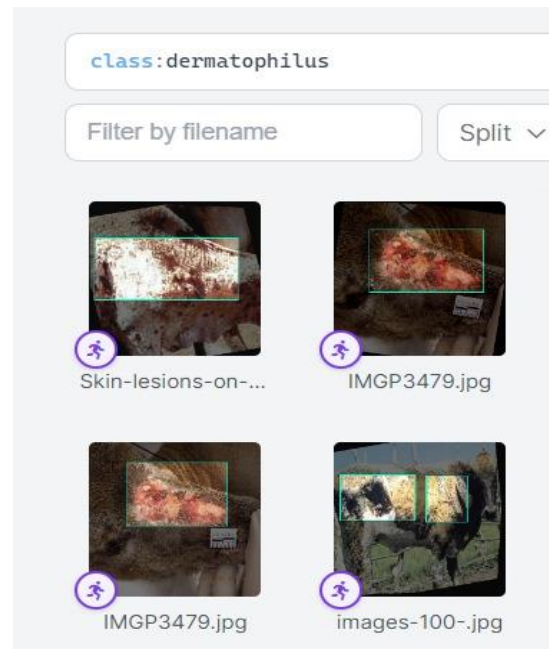 class:dermatophilus
Filter by filename
Split
Skin-lesions-on-...
IMGP3479.jpg
IMGP3479.jpg
images-100-.jpg